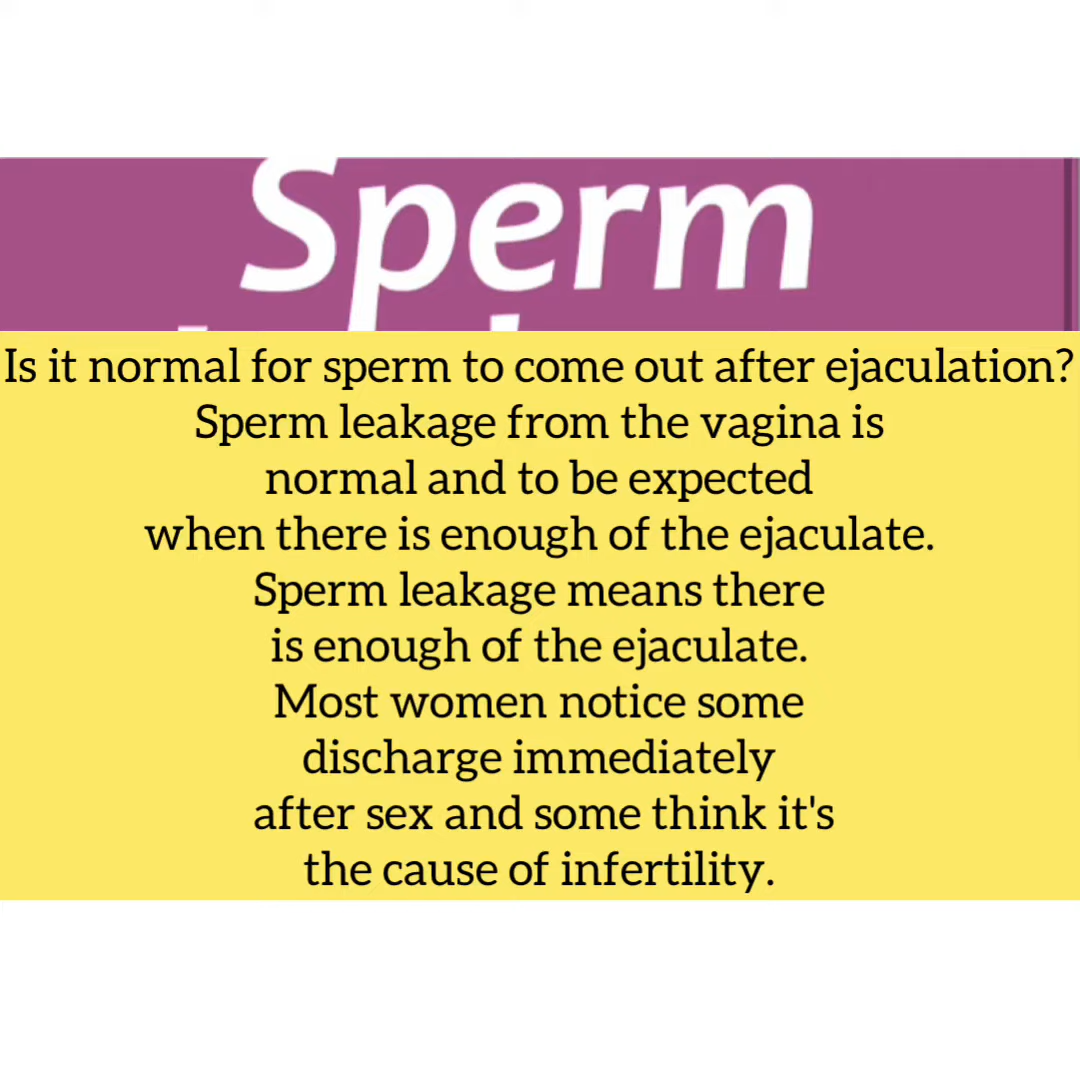 Sperm
Is it normal for sperm to come out after ejaculation?
Sperm leakage from the vagina is
normal and to be expected
when there is enough of the ejaculate.
Sperm leakage means there
is enough of the ejaculate.
Most women notice some
discharge immediately
after sex and some think it's
the cause of infertility.